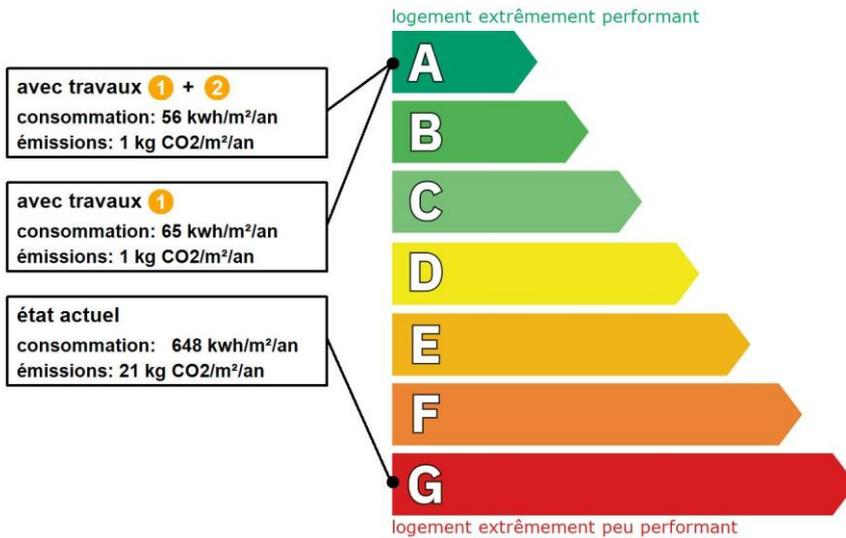 logement extrêmement performant
avec travaux 1 + 2
consommation: 56 kwh/m²/an
émissions: 1 kg CO2/m²/an
avec travaux 1
consommation: 65 kwh/m²/an
émissions: 1 kg CO2/m²/an
état actuel
consommation: 648 kwh/m²/an
émissions: 21 kg CO2/m²/an
A
B
C
D
E
F
G
logement extrêmement peu performant